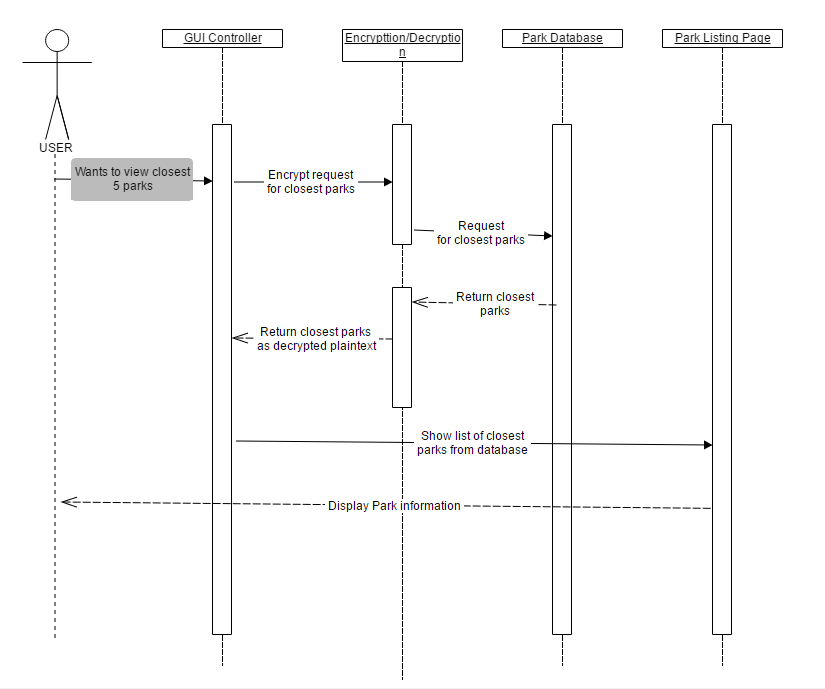 GUI Controller
Encrypttion/Decryptio
n
Park Database
Park Listing Page
USER
Wants to view closest
5 parks
Encrypt request
for closest parks
Request
for closest parks
Return closest
parks
Return closest parks
as decrypted plaintext
Show list of closest
parks from database
Display Park information